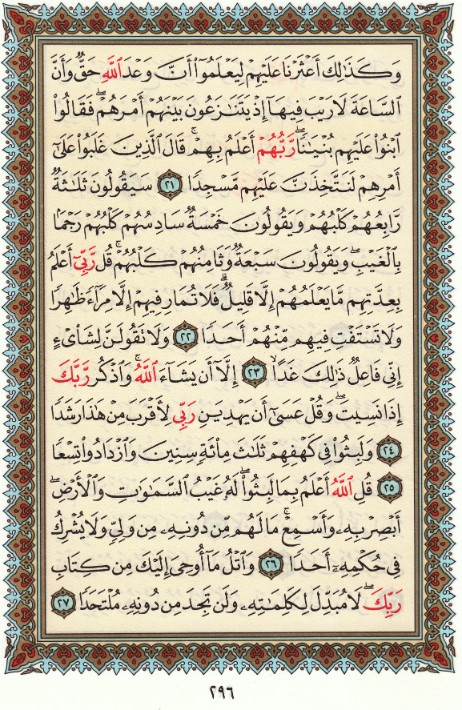 وَكَذَٰلِكَ أَعْثَرْنَا عَلَيْهِمْ لِيَعْلَمُوٓا۟ أَنَّ وَعْدَ ٱللَّهِ حَقٌّ وَأَنَّ
ٱلسَّاعَةَ لَا رَيْبَ فِيهَآ إِذْ يَتَنَٰزَعُونَ بَيْنَهُمْ أَمْرَهُمْ ۖ فَقَالُوا۟
ٱبْنُوا۟ عَلَيْهِم بُنْيَٰنًا ۖ رَّبُّهُمْ أَعْلَمُ بِهِمْ ۚ قَالَ ٱلَّذِينَ غَلَبُوا۟ عَلَىٰٓ
أَمْرِهِمْ لَنَتَّخِذَنَّ عَلَيْهِم مَّسْجِدًا ٢١ سَيَقُولُونَ ثَلَٰثَةٌ
رَّابِعُهُمْ كَلْبُهُمْ وَيَقُولُونَ خَمْسَةٌ سَادِسُهُمْ كَلْبُهُمْ رَجْمًۢا
بِٱلْغَيْبِ ۖ وَيَقُولُونَ سَبْعَةٌ وَثَامِنُهُمْ كَلْبُهُمْ ۚ قُل رَّبِّىٓ أَعْلَمُ
بِعِدَّتِهِم مَّا يَعْلَمُهُمْ إِلَّا قَلِيلٌ ۗ فَلَا تُمَارِ فِيهِمْ إِلَّا مِرَآءً ظَٰهِرًا
وَلَا تَسْتَفْتِ فِيهِم مِّنْهُمْ أَحَدًا ٢٢ وَلَا تَقُولَنَّ لِشَا۟ىْءٍ
إِنِّى فَاعِلٌ ذَٰلِكَ غَدًا ٢٣ إِلَّآ أَن يَشَآءَ ٱللَّهُ ۚ وَٱذْكُر رَّبَّكَ
إِذَا نَسِيتَ ۖ وَقُلْ عَسَىٰٓ أَن يَهْدِيَنِ رَبِّى لِأَقْرَبَ مِنْ هَٰذَا رَشَدًا
٢٤ وَلَبِثُوا۟ فِى كَهْفِهِمْ ثَلَٰثَ مِا۟ئَةٍ سِنِينَ وَٱزْدَادُوا۟ تِسْعًا
٢٥ قُلِ ٱللَّهُ أَعْلَمُ بِمَا لَبِثُوا۟ ۖ لَهُۥ غَيْبُ ٱلسَّمَٰوَٰتِ وَٱلْأَرْضِ ۖ
أَبْصِرْ بِهِۦ وَأَسْمِعْ ۚ مَا لَهُم مِّن دُونِهِۦ مِن وَلِىٍّ وَلَا يُشْرِكُ
فِى حُكْمِهِۦٓ أَحَدًا ٢٦ وَٱتْلُ مَآ أُوحِىَ إِلَيْكَ مِن كِتَابِ
رَبِّكَ ۖ لَا مُبَدِّلَ لِكَلِمَٰتِهِۦ وَلَن تَجِدَ مِن دُونِهِۦ مُلْتَحَدًا ٢٧
٢٩٦